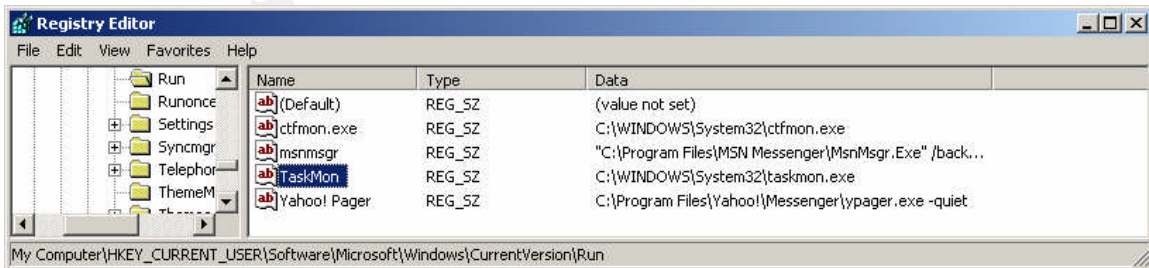 Registry Editor
File Edit View Favorites Help
Run
Runonce
Settings
Syncmgr
Telephor
ThemeM
Name Type Data
(Default) REG_SZ (value not set)
ctfmon.exe REG_SZ C:\WINDOWS\System32\ctfmon.exe
msnmsgr REG_SZ "C:\Program Files\MSN Messenger\MsnMsgr.Exe" /back...
TaskMon REG_SZ C:\WINDOWS\System32\taskmon.exe
Yahoo! Pager REG_SZ C:\Program Files\Yahoo!\Messenger\ypager.exe -quiet
My Computer\HKEY_CURRENT_USER\Software\Microsoft\Windows\CurrentVersion\Run